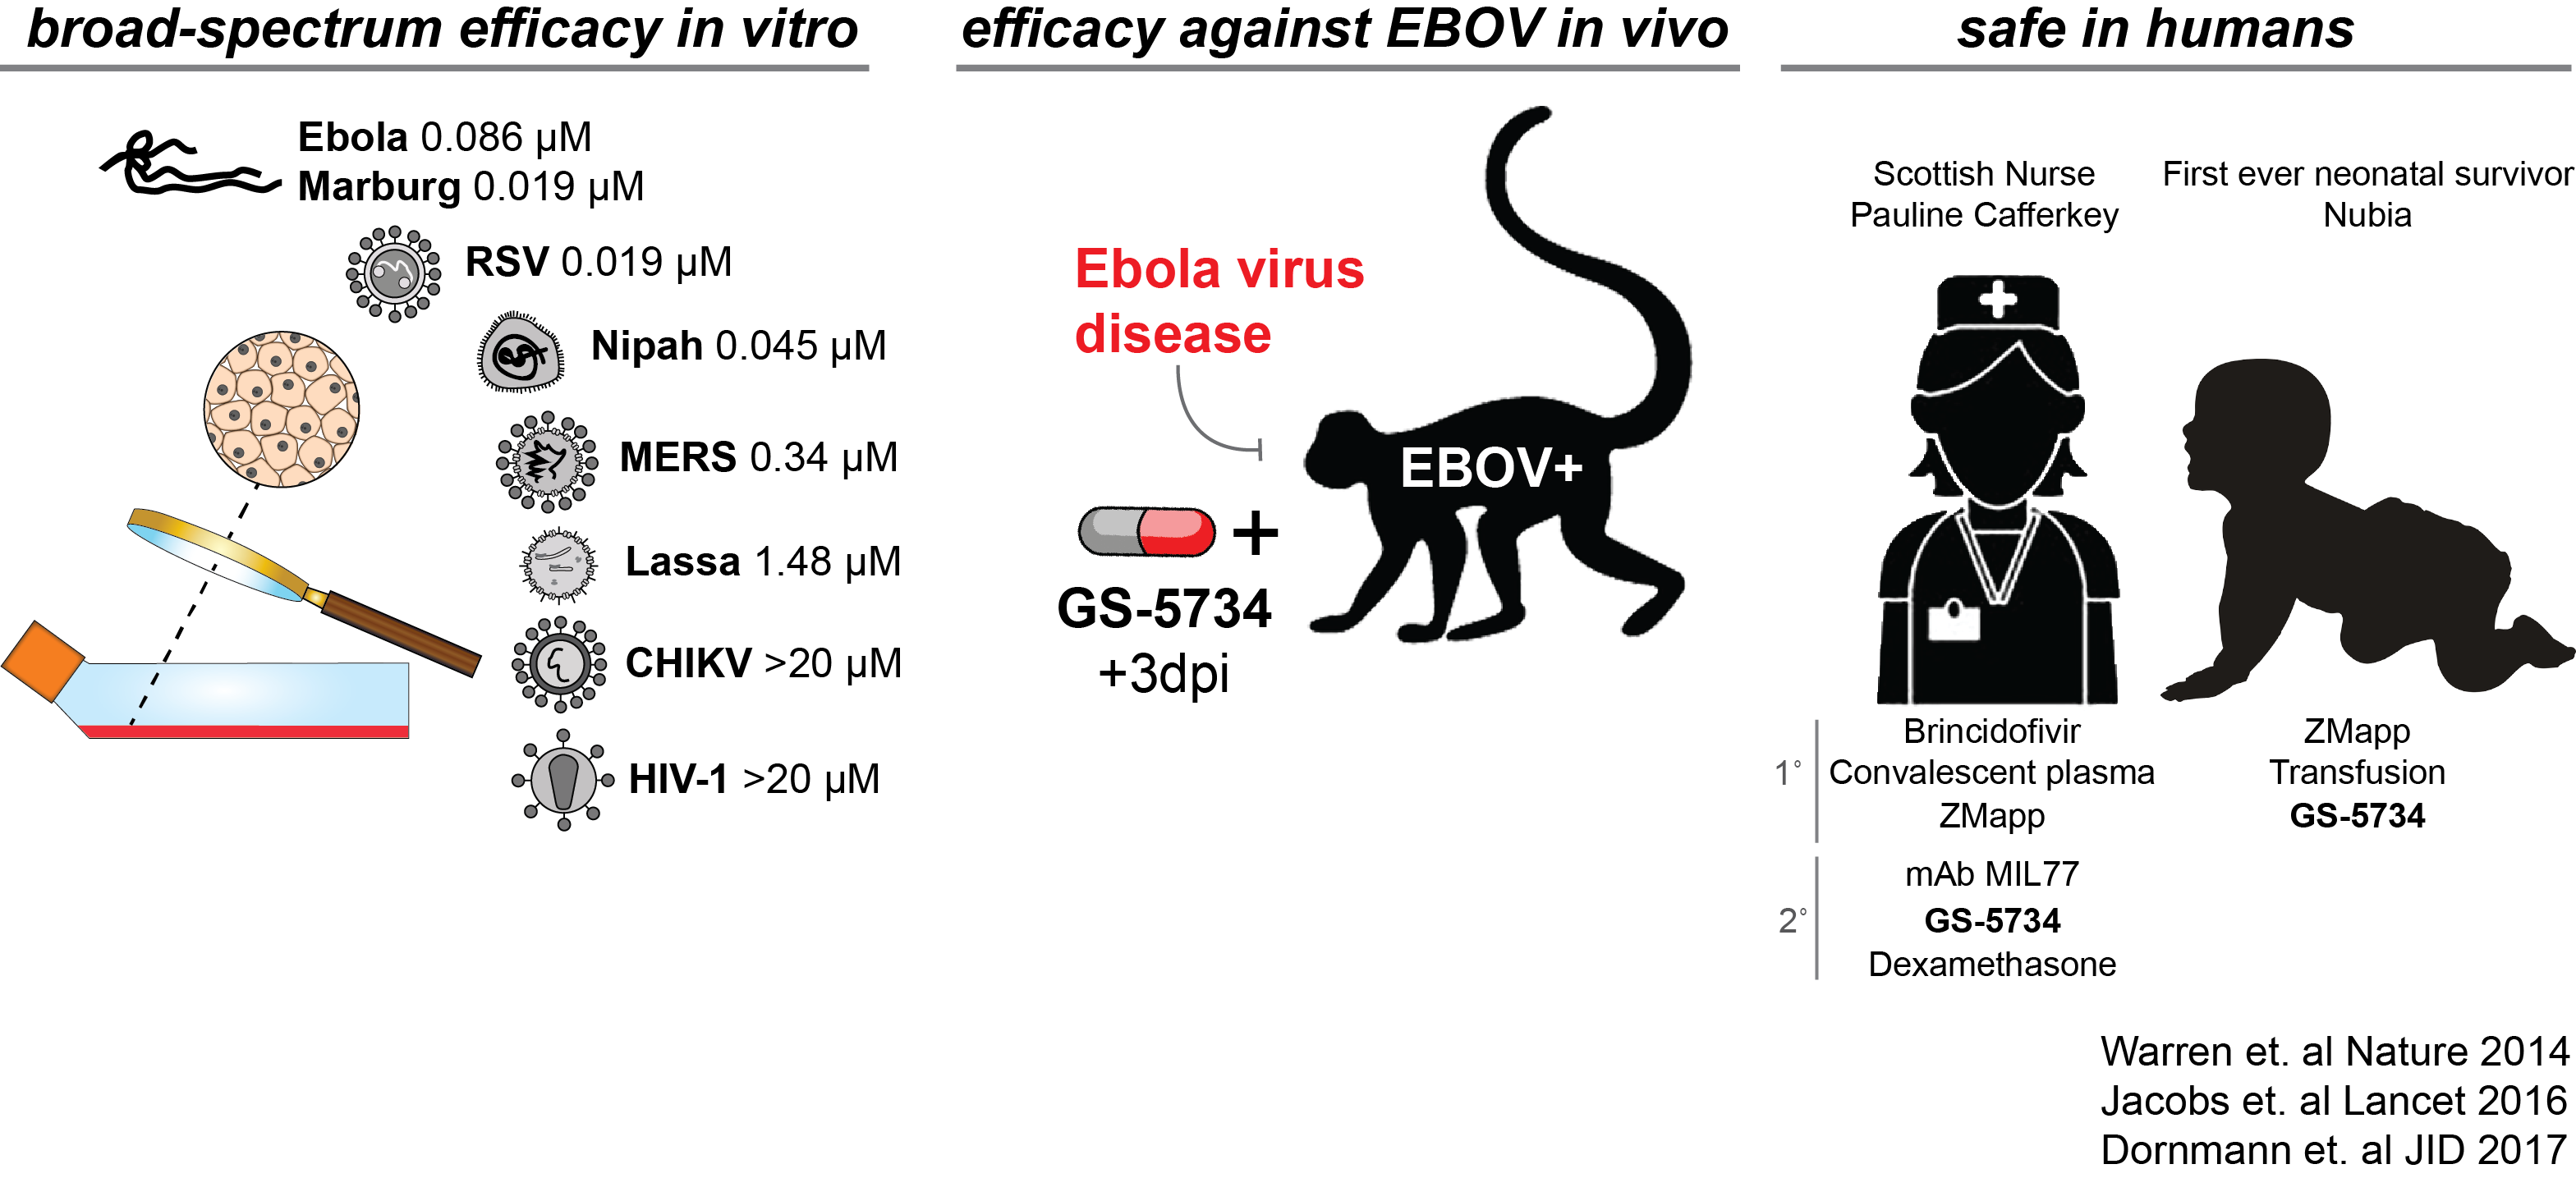 broad-spectrum efficacy in vitro
Ebola 0.086 µM
Marburg 0.019 µM
RSV 0.019 µM
Nipah 0.045 µM
MERS 0.34 µM
Lassa 1.48 µM
CHIKV >20 µM
HIV-1 >20 µM
efficacy against EBOV in vivo
Ebola virus
disease
EBOV+
+
GS-5734
+3dpi
safe in humans
Scottish Nurse
Pauline Cafferkey
First ever neonatal survivor
Nubia
1°
Brincidofivir
Convalescent plasma
ZMapp
ZMapp
Transfusion
GS-5734
2°
mAb MIL77
GS-5734
Dexamethasone
Warren et. al Nature 2014
Jacobs et. al Lancet 2016
Dornmann et. al JID 2017